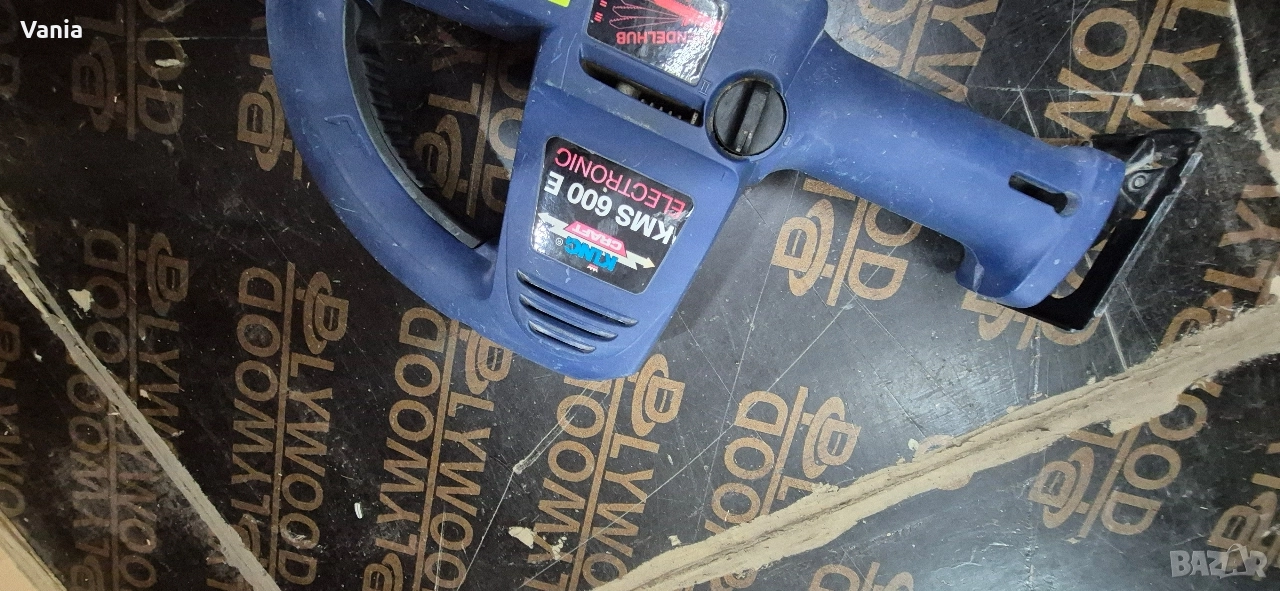 Vania
PENDELHUB
KING®
CRAFT
KMS 600 E
ELECTRONIC
PLYWOOD
PLYWOOD
PLYWOOD
PLYWOOD
PLYWOOD
BAZAR